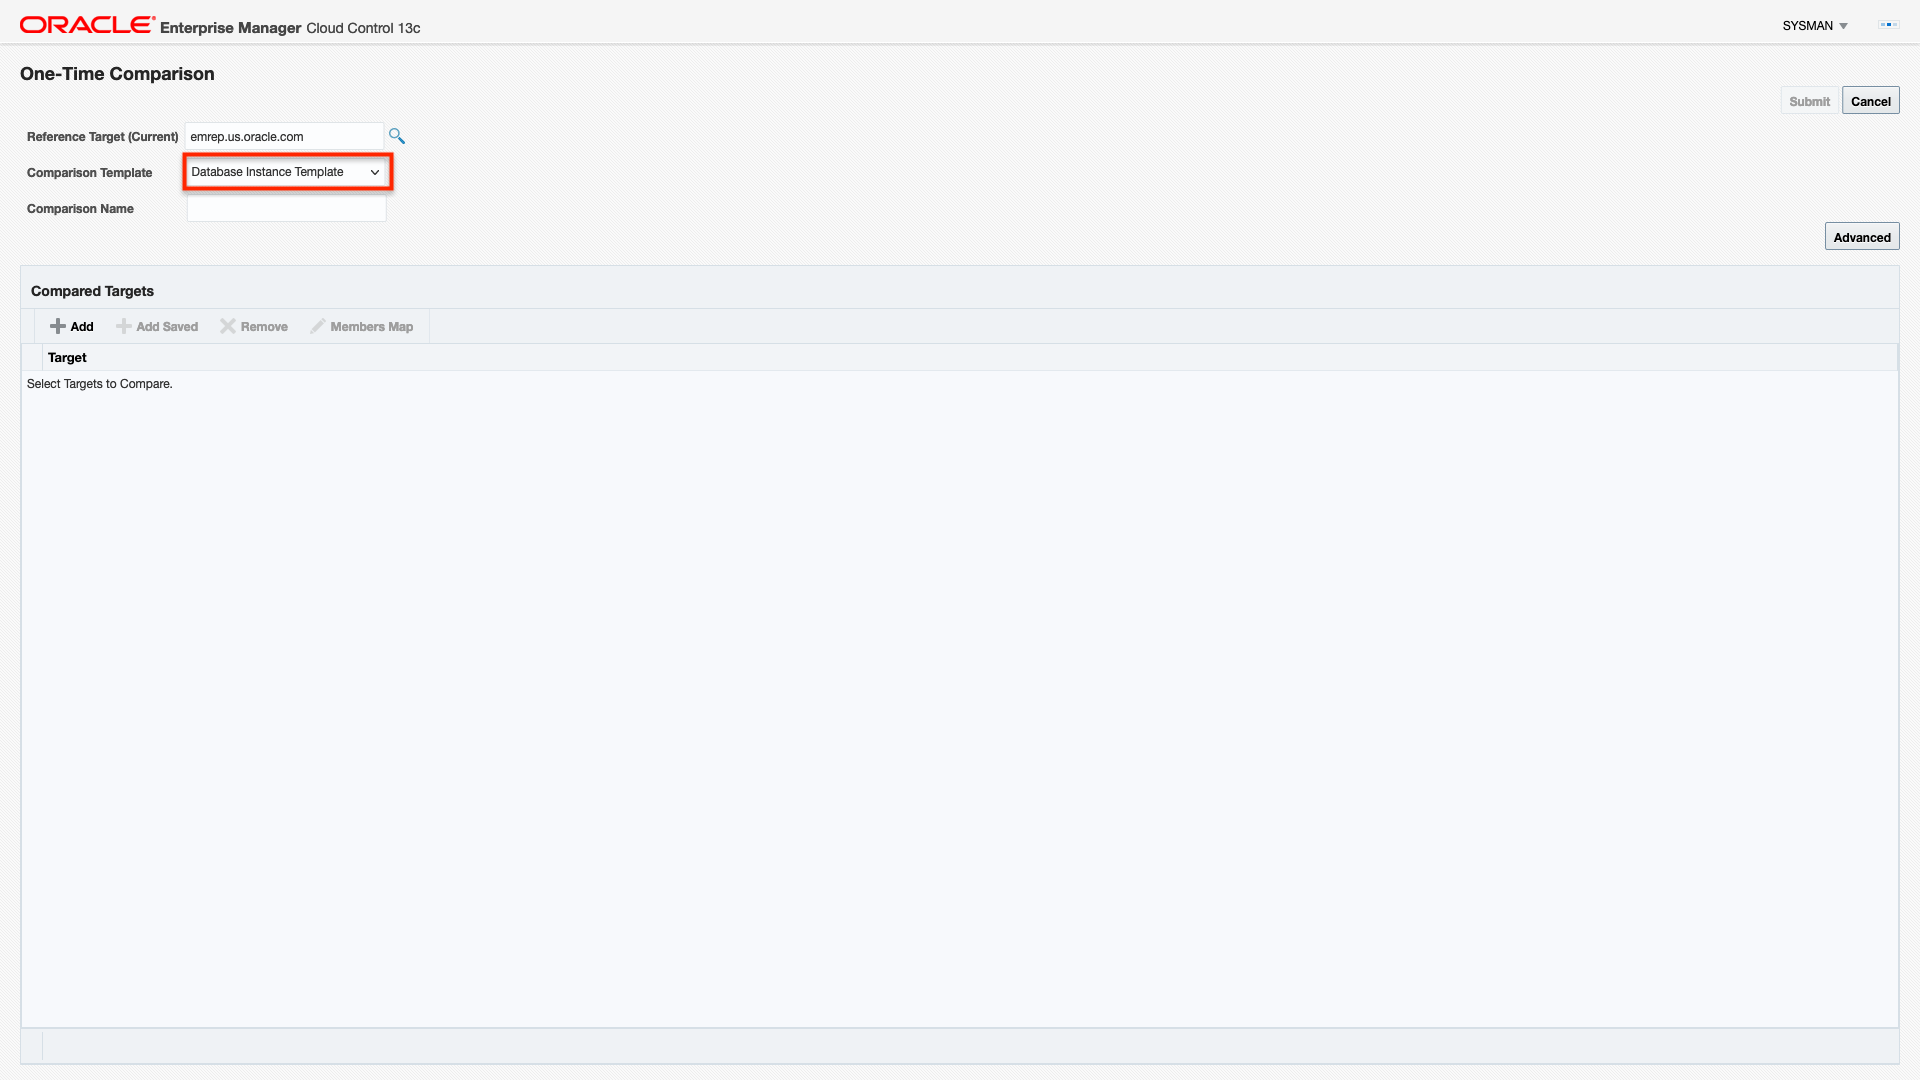 ORACLE Enterprise Manager Cloud Control 13c
SYSMAN
One-Time Comparison
Submit Cancel
Reference Target (Current) emrep.us.oracle.com
Comparison Template Database Instance Template
Comparison Name
Advanced
Compared Targets
Add Add Saved Remove Members Map
Target
Select Targets to Compare.